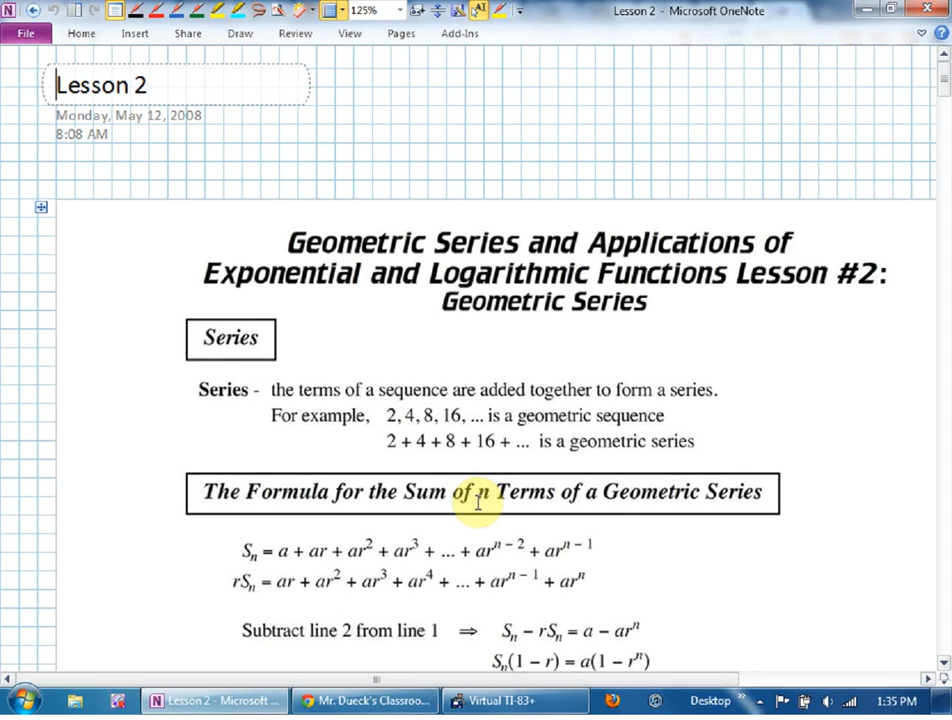 125%
Lesson 2 - Microsoft OneNote
File Home Insert Share Draw Review View Pages Add-Ins
Lesson 2
Monday, May 12, 2008
8:08 AM
Geometric Series and Applications of
Exponential and Logarithmic Functions Lesson #2:
Geometric Series
Series
Series - the terms of a sequence are added together to form a series.
For example, 2, 4, 8, 16, ... is a geometric sequence
2 + 4 + 8 + 16 + ... is a geometric series
The Formula for the Sum of n Terms of a Geometric Series
Sₙ = a + ar + ar² + ar³ + ... + arⁿ⁻² + arⁿ⁻¹
rSₙ = ar + ar² + ar³ + ar⁴ + ... + arⁿ⁻¹ + arⁿ
Subtract line 2 from line 1 ⇒ Sₙ − rSₙ = a − arⁿ
Sₙ(1 − r) = a(1 − rⁿ)
Lesson 2 - Microsoft ... Mr. Dueck's Classroo... Virtual TI-83+ Desktop 1:35 PM